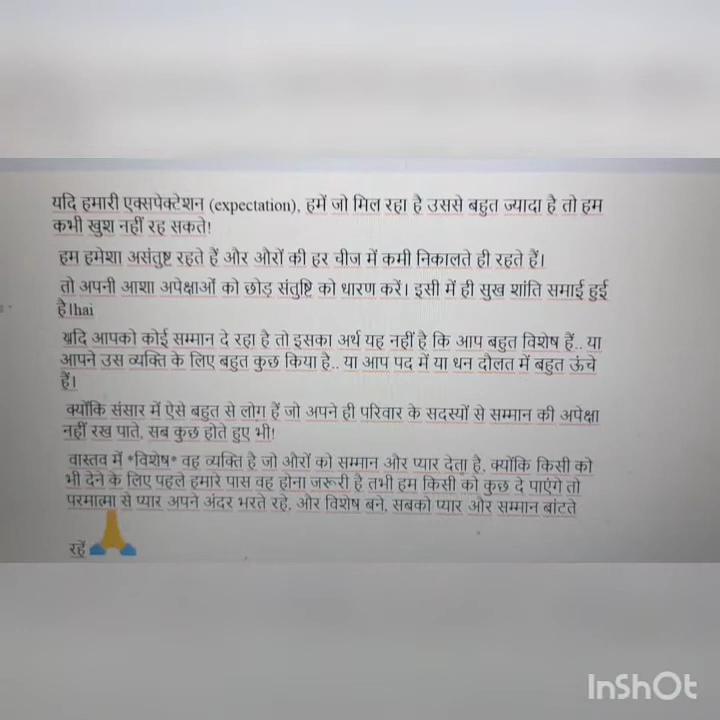 यदि हमारी एक्सपेक्टेशन (expectation), हमें जो मिल रहा है उससे बहुत ज्यादा है तो हम
कभी खुश नहीं रह सकते!
हम हमेशा असंतुष्ट रहते हैं और औरों की हर चीज में कमी निकालते ही रहते हैं।
तो अपनी आशा अपेक्षाओं को छोड़ संतुष्टि को धारण करें। इसी में ही सुख शांति समाई हुई
है।hai
यदि आपको कोई सम्मान दे रहा है तो इसका अर्थ यह नहीं है कि आप बहुत विशेष हैं.. या
आपने उस व्यक्ति के लिए बहुत कुछ किया है.. या आप पद में या धन दौलत में बहुत ऊंचे
हैं।
क्योंकि संसार में ऐसे बहुत से लोग हैं जो अपने ही परिवार के सदस्यों से सम्मान की अपेक्षा
नहीं रख पाते, सब कुछ होते हुए भी!
वास्तव में *विशेष* वह व्यक्ति है जो औरों को सम्मान और प्यार देता है, क्योंकि किसी को
भी देने के लिए पहले हमारे पास वह होना जरूरी है तभी हम किसी को कुछ दे पाएंगे तो
परमात्मा से प्यार अपने अंदर भरते रहे, और विशेष बने, सबको प्यार और सम्मान बांटते
रहें
InShOt